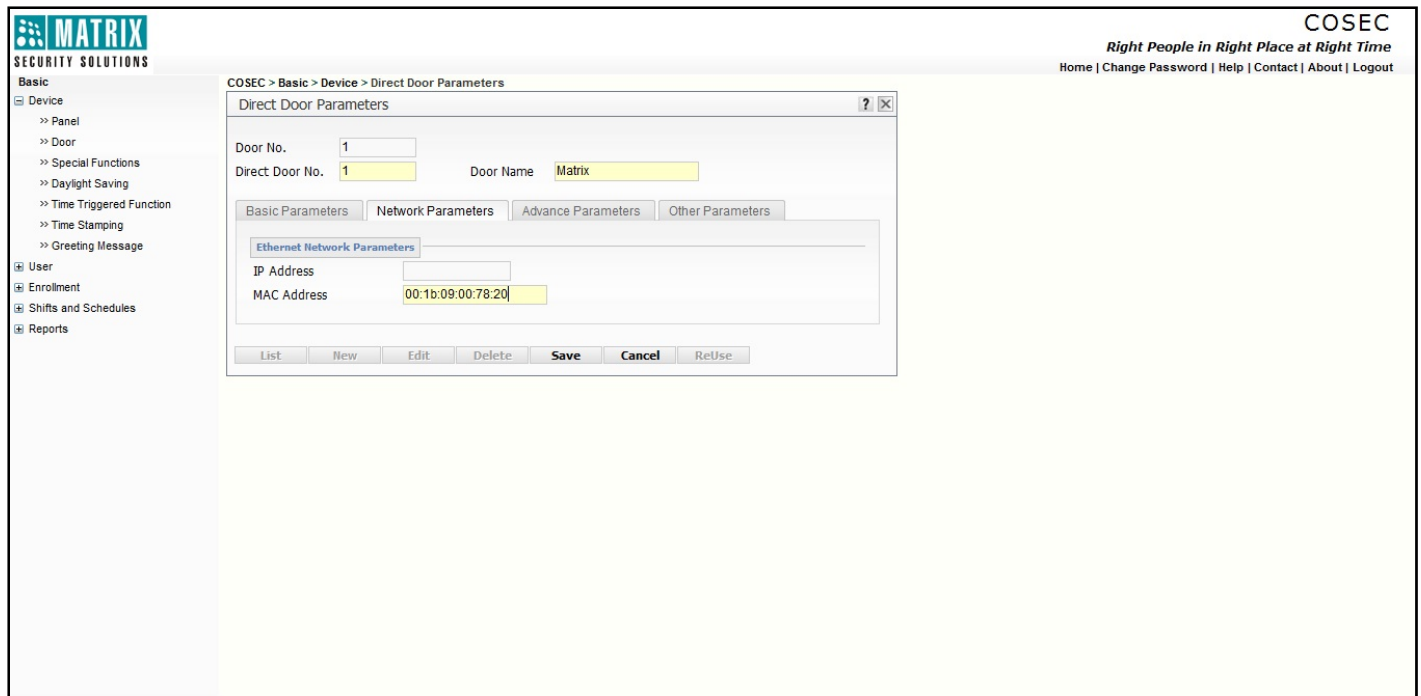 MATRIX
SECURITY SOLUTIONS
COSEC
Right People in Right Place at Right Time
Home | Change Password | Help | Contact | About | Logout
Basic
Device
>> Panel
>> Door
>> Special Functions
>> Daylight Saving
>> Time Triggered Function
>> Time Stamping
>> Greeting Message
User
Enrollment
Shifts and Schedules
Reports
COSEC > Basic > Device > Direct Door Parameters
Direct Door Parameters ?
Door No. 1
Direct Door No. 1 Door Name Matrix
Basic Parameters Network Parameters Advance Parameters Other Parameters
Ethernet Network Parameters
IP Address
MAC Address 00:1b:09:00:78:20
List New Edit Delete Save Cancel ReUse